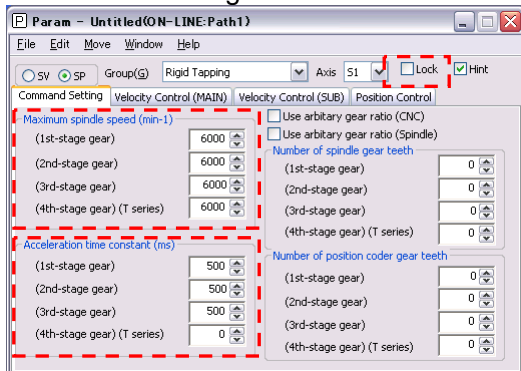 Param - Untitled(ON-LINE:Path1)
File Edit Move Window Help
SV SP Group(G) Rigid Tapping Axis S1 Lock Hint
Command Setting Velocity Control (MAIN) Velocity Control (SUB) Position Control
Maximum spindle speed (min-1)
(1st-stage gear) 6000
(2nd-stage gear) 6000
(3rd-stage gear) 6000
(4th-stage gear) (T series) 6000
Acceleration time constant (ms)
(1st-stage gear) 500
(2nd-stage gear) 500
(3rd-stage gear) 500
(4th-stage gear) (T series) 0
Use arbitary gear ratio (CNC)
Use arbitary gear ratio (Spindle)
Number of spindle gear teeth
(1st-stage gear) 0
(2nd-stage gear) 0
(3rd-stage gear) 0
(4th-stage gear) (T series) 0
Number of position coder gear teeth
(1st-stage gear) 0
(2nd-stage gear) 0
(3rd-stage gear) 0
(4th-stage gear) (T series) 0